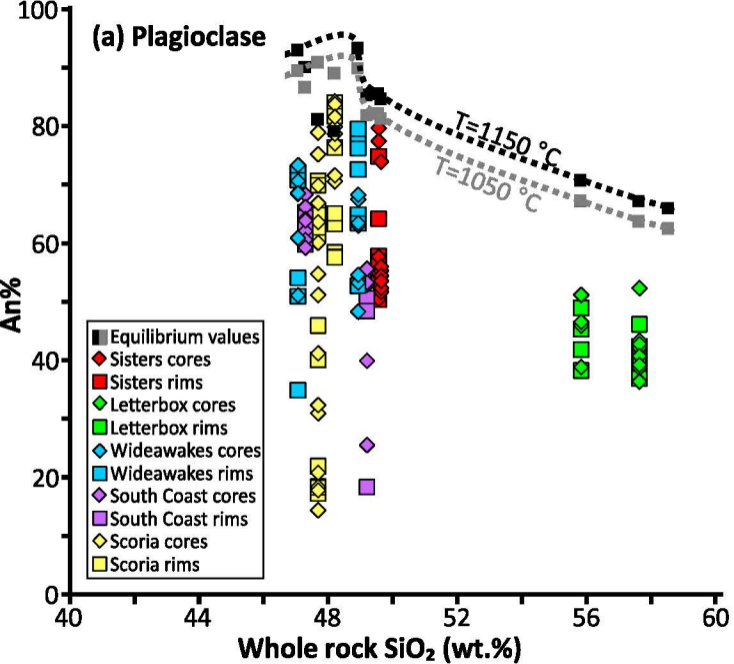 (a) Plagioclase
100
80
60
40
20
0
An%
T=1150 °C
T=1050 °C
Equilibrium values
Sisters cores
Sisters rims
Letterbox cores
Letterbox rims
Wideawakes cores
Wideawakes rims
South Coast cores
South Coast rims
Scoria cores
Scoria rims
40 44 48 52 56 60
Whole rock SiO₂ (wt.%)